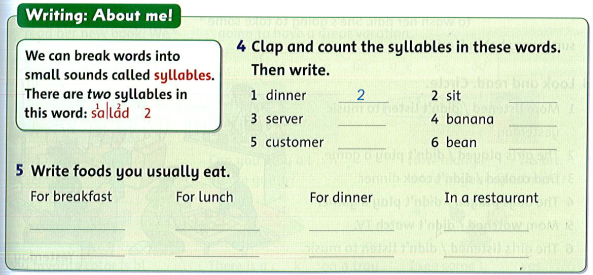 Writing: About me!
We can break words into
small sounds called syllables.
There are two syllables in
this word: salad 2
1 2
4 Clap and count the syllables in these words.
Then write.
1 dinner 2
2 sit
3 server
4 banana
5 customer
6 bean
5 Write foods you usually eat.
For breakfast For lunch For dinner In a restaurant